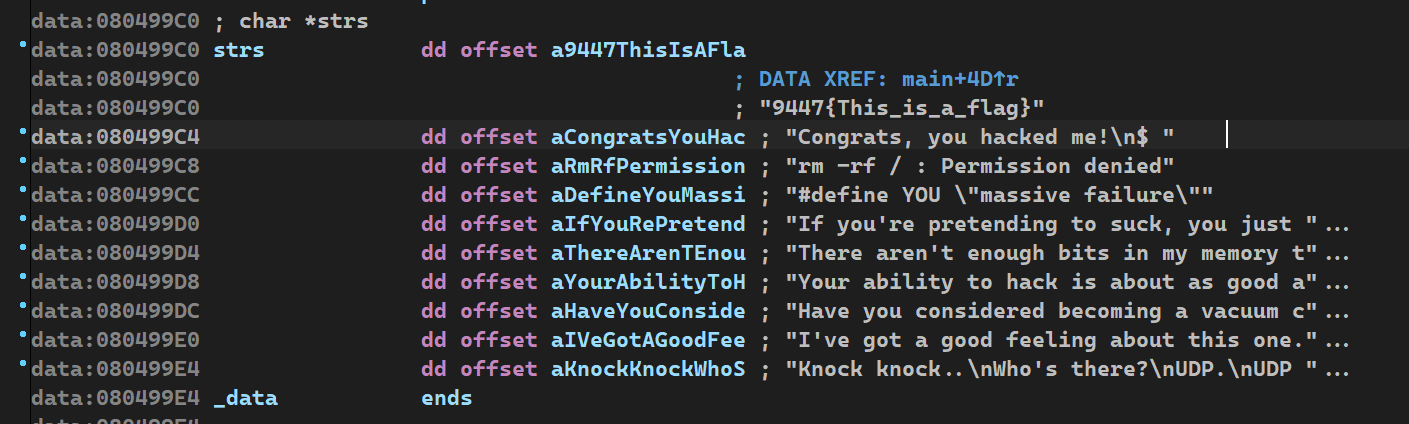 data:080499C0 ; char *strs
data:080499C0 strs dd offset a9447ThisIsAFla
data:080499C0 ; DATA XREF: main+4D↑r
data:080499C0 ; "9447{This_is_a_flag}"
data:080499C4 dd offset aCongratsYouHac ; "Congrats, you hacked me!\n$ "
data:080499C8 dd offset aRmRfPermission ; "rm -rf / : Permission denied"
data:080499CC dd offset aDefineYouMassi ; "#define YOU \"massive failure\""
data:080499D0 dd offset aIfYouRePretend ; "If you're pretending to suck, you just "...
data:080499D4 dd offset aThereArenTEnou ; "There aren't enough bits in my memory t"...
data:080499D8 dd offset aYourAbilityToH ; "Your ability to hack is about as good a"...
data:080499DC dd offset aHaveYouConside ; "Have you considered becoming a vacuum c"...
data:080499E0 dd offset aIVeGotAGoodFee ; "I've got a good feeling about this one."...
data:080499E4 dd offset aKnockKnockWhoS ; "Knock knock..\nWho's there?\nUDP.\nUDP "...
data:080499E4 _data ends